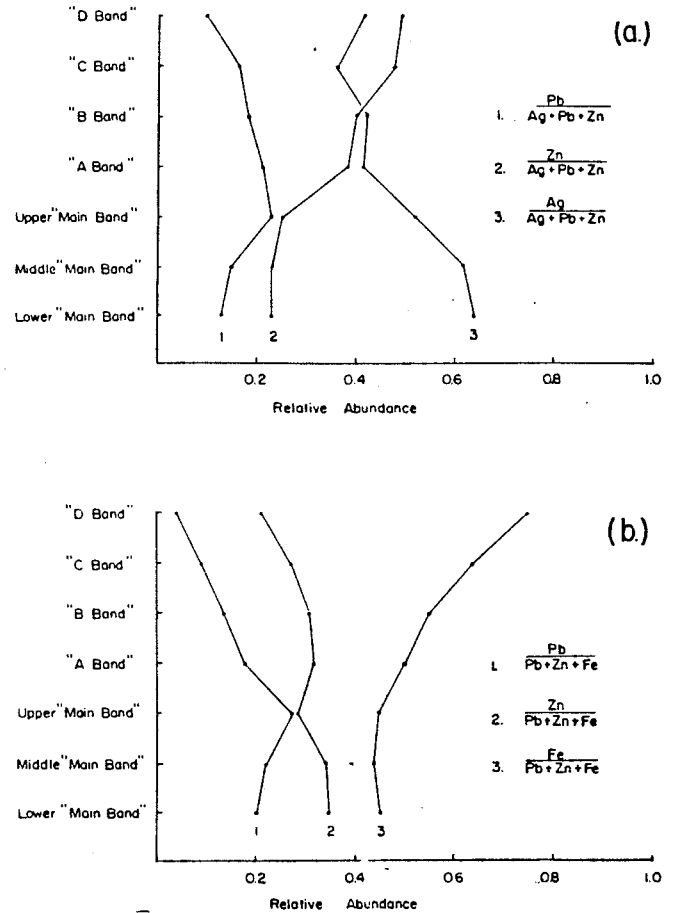 (a.)
"D Band"
"C Band"
"B Band"
"A Band"
Upper "Main Band"
Middle "Main Band"
Lower "Main Band"
1. Pb
Ag + Pb + Zn
2. Zn
Ag + Pb + Zn
3. Ag
Ag + Pb + Zn
1 2 3
0.2 0.4 0.6 0.8 1.0
Relative Abundance
(b.)
"D Band"
"C Band"
"B Band"
"A Band"
Upper "Main Band"
Middle "Main Band"
Lower "Main Band"
1. Pb
Pb + Zn + Fe
2. Zn
Pb + Zn + Fe
3. Fe
Pb + Zn + Fe
1 2 3
0.2 0.4 0.6 0.8 1.0
Relative Abundance